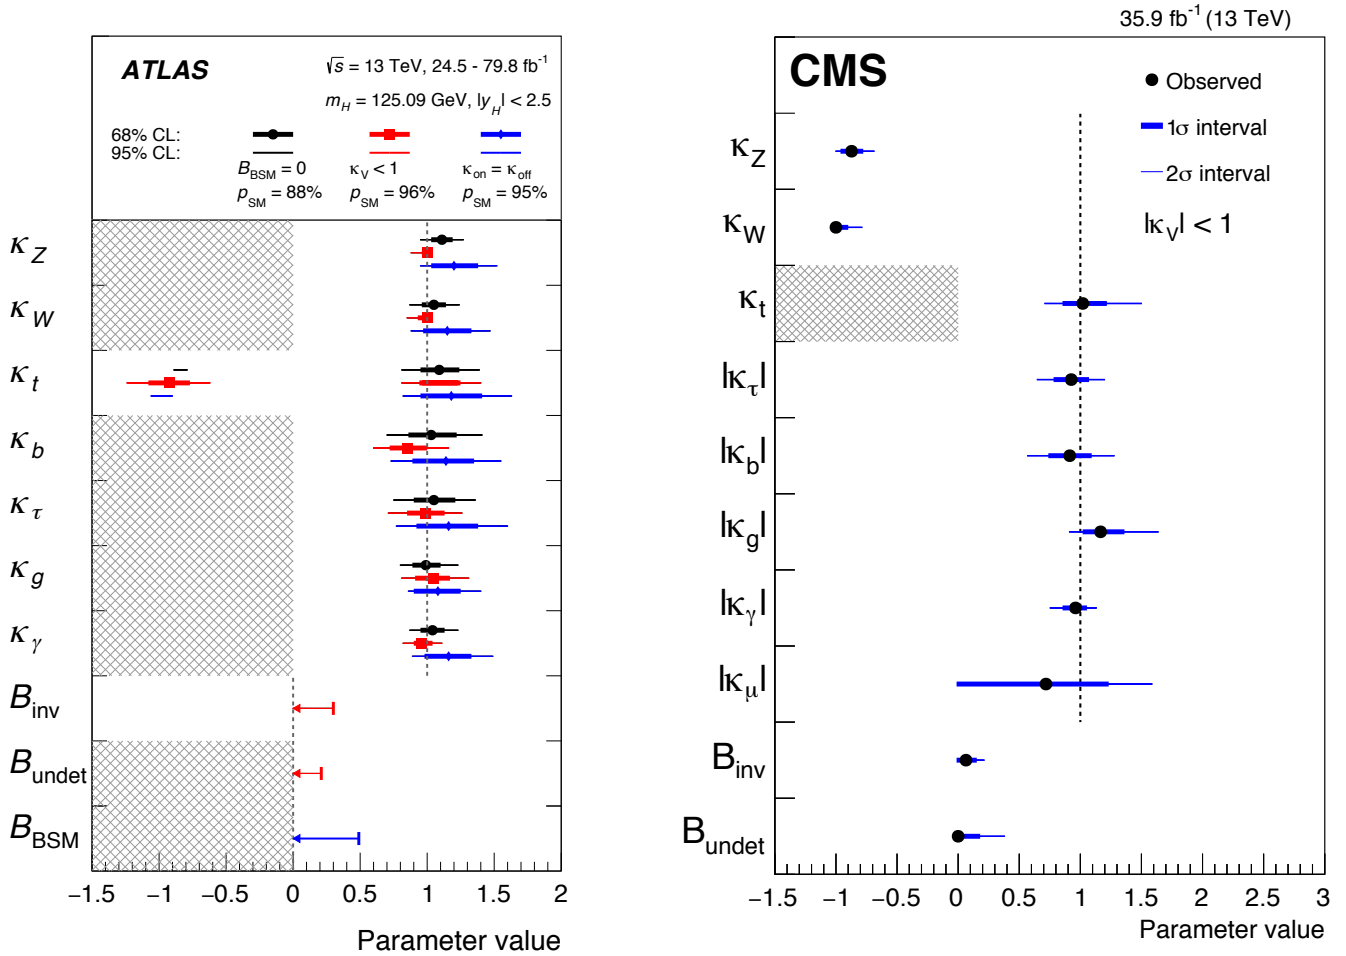 ATLAS
√s = 13 TeV, 24.5 - 79.8 fb⁻¹
m_H = 125.09 GeV, |y_H| < 2.5
68% CL:
95% CL:
B_BSM = 0 κ_V < 1 κ_on = κ_off
p_SM = 88% p_SM = 96% p_SM = 95%
κ_Z
κ_W
κ_t
κ_b
κ_τ
κ_g
κ_γ
B_inv
B_undet
B_BSM
−1.5 −1 −0.5 0 0.5 1 1.5 2
Parameter value
35.9 fb⁻¹ (13 TeV)
CMS
Observed
1σ interval
2σ interval
|κ_V| < 1
κ_Z
κ_W
κ_t
|κ_τ|
|κ_b|
|κ_g|
|κ_γ|
|κ_μ|
B_inv
B_undet
−1.5 −1 −0.5 0 0.5 1 1.5 2 2.5 3
Parameter value